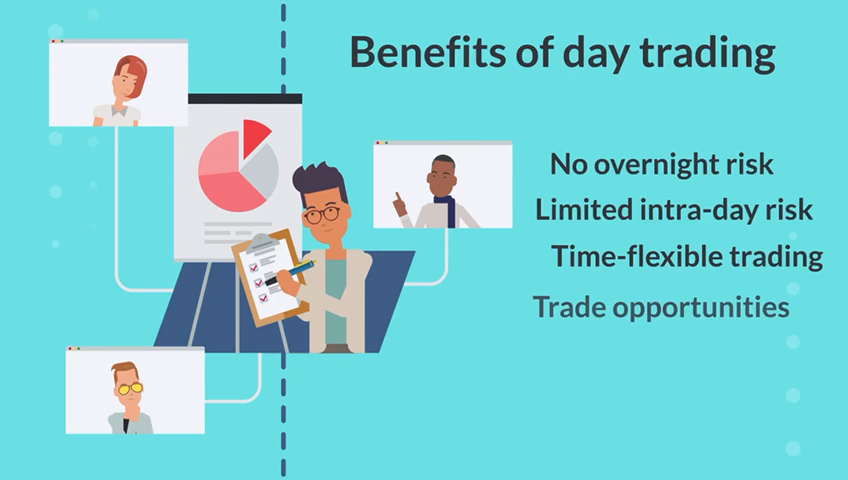 Benefits of day trading
No overnight risk
Limited intra-day risk
Time-flexible trading
Trade opportunities